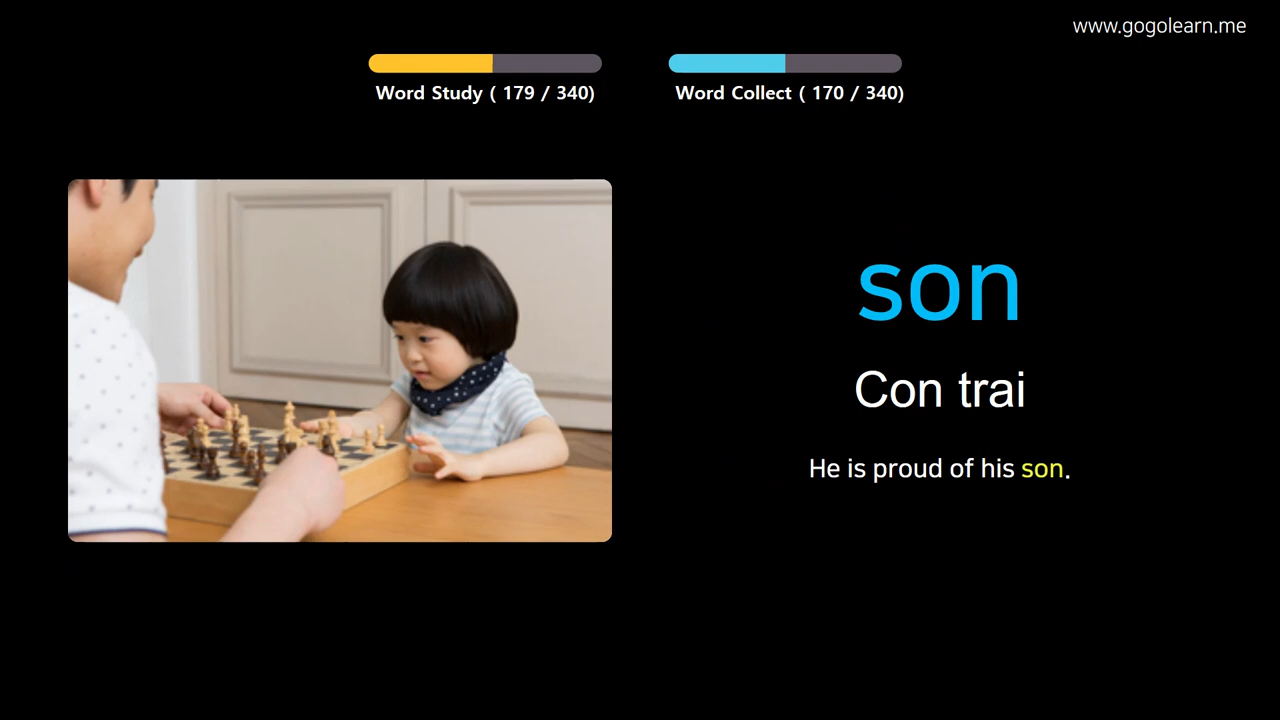 www.gogolearn.me
Word Study ( 179 / 340)
Word Collect ( 170 / 340)
son
Con trai
He is proud of his son.